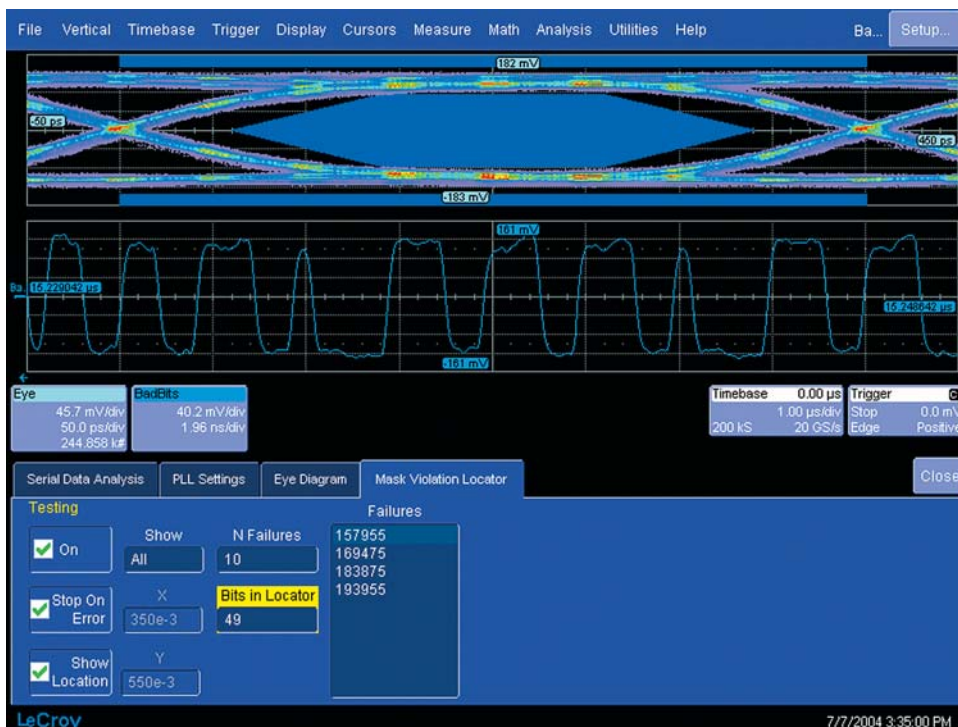 File Vertical Timebase Trigger Display Cursors Measure Math Analysis Utilities Help Ba... Setup...
182 mV
-50 ps
450 ps
-183 mV
161 mV
Ba.
15.229042 µs
15.248642 µs
-161 mV
Eye
45.7 mV/div
50.0 ps/div
244.858 k#
BadBits
40.2 mV/div
1.96 ns/div
Timebase 0.00 µs
1.00 µs/div
200 kS 20 GS/s
Trigger C
Stop 0.0 mV
Edge Positive
Serial Data Analysis PLL Settings Eye Diagram Mask Violation Locator Close
Testing
On
Stop On Error
Show Location
Show
All
X
350e-3
Y
550e-3
N Failures
10
Bits in Locator
49
Failures
157955
169475
183875
193955
LeCroy 7/7/2004 3:35:00 PM